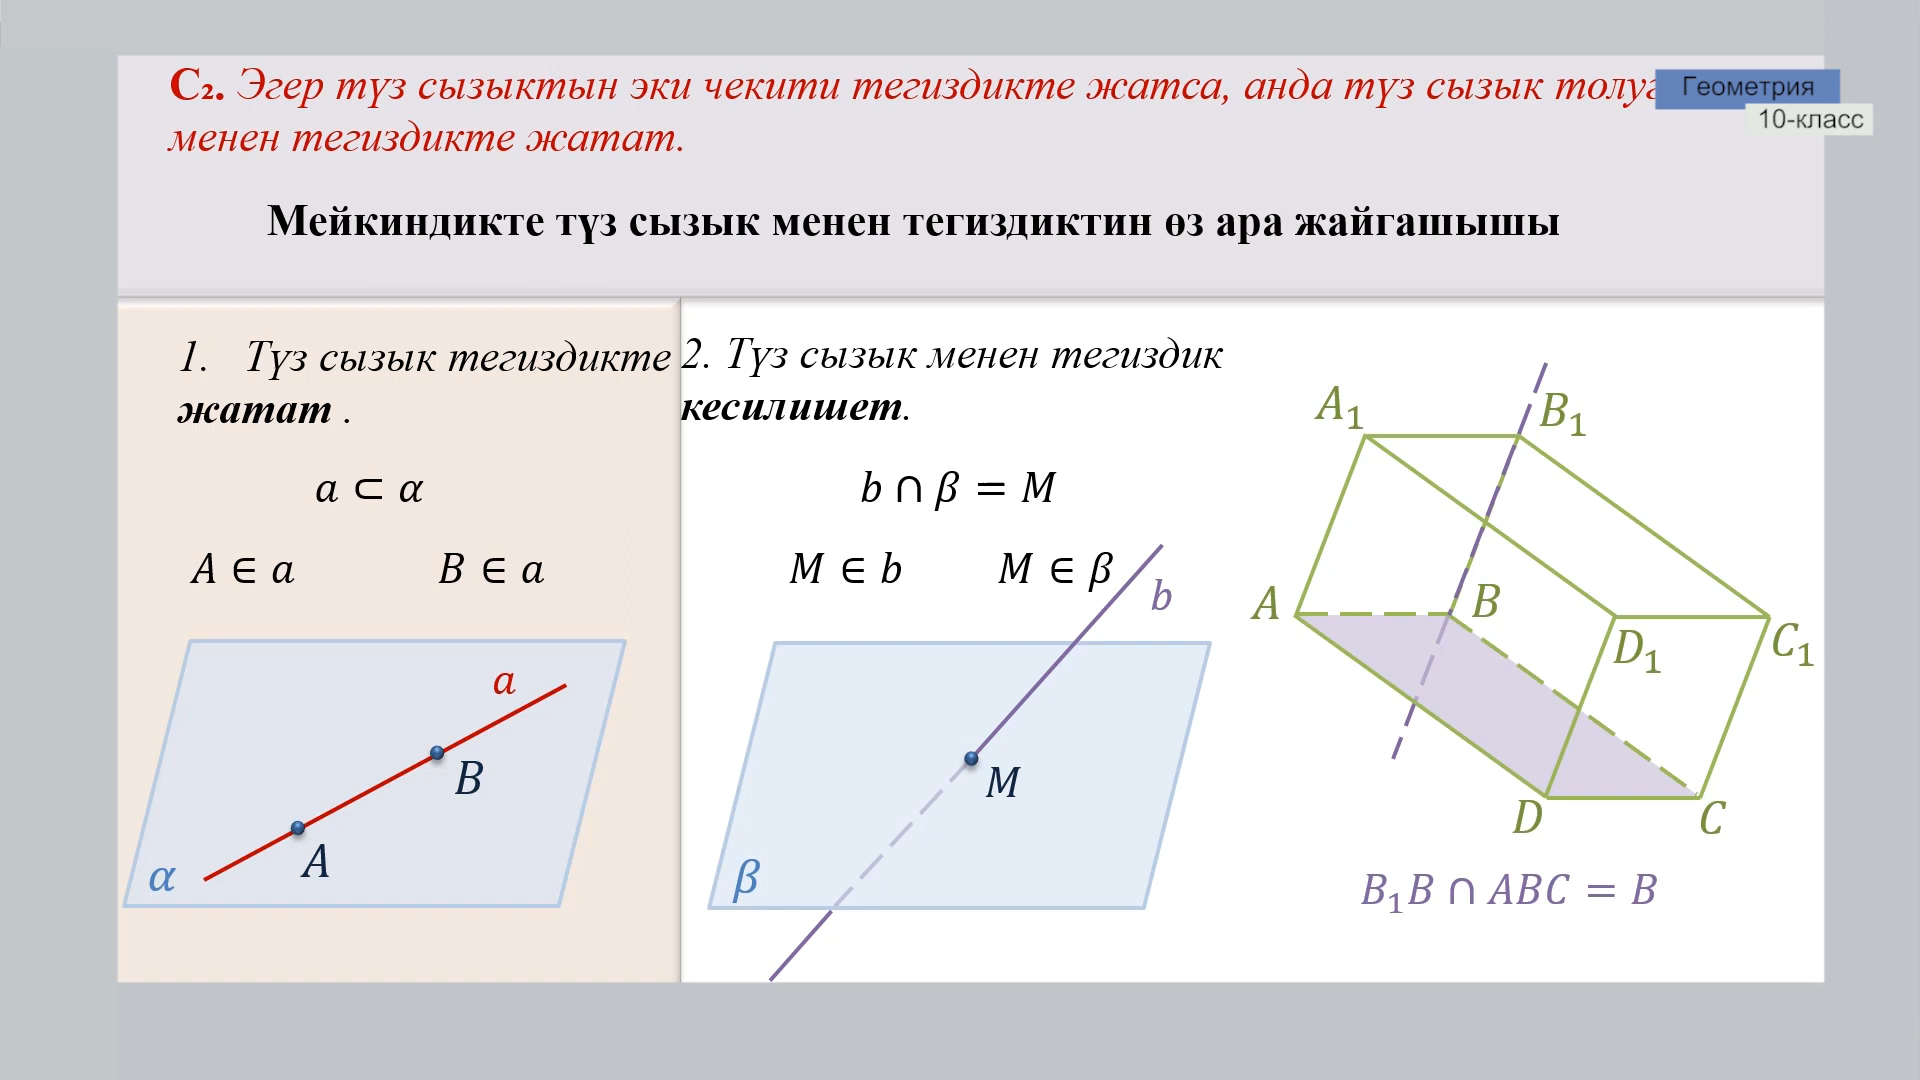 C₂. Эгер түз сызыктын эки чекити тегиздикте жатса, анда түз сызык
менен тегиздикте жатат.
Геометрия
10-класс
Мейкиндикте түз сызык менен тегиздиктин өз ара жайгашышы
1. Түз сызык тегиздикте
жатат .
a ⊂ α
A ∈ a B ∈ a
a
B
A
α
2. Түз сызык менен тегиздик
кесилишет.
b ∩ β = M
M ∈ b M ∈ β
b
M
β
A₁ B₁
A B
D₁ C₁
D C
B₁B ∩ ABC = B